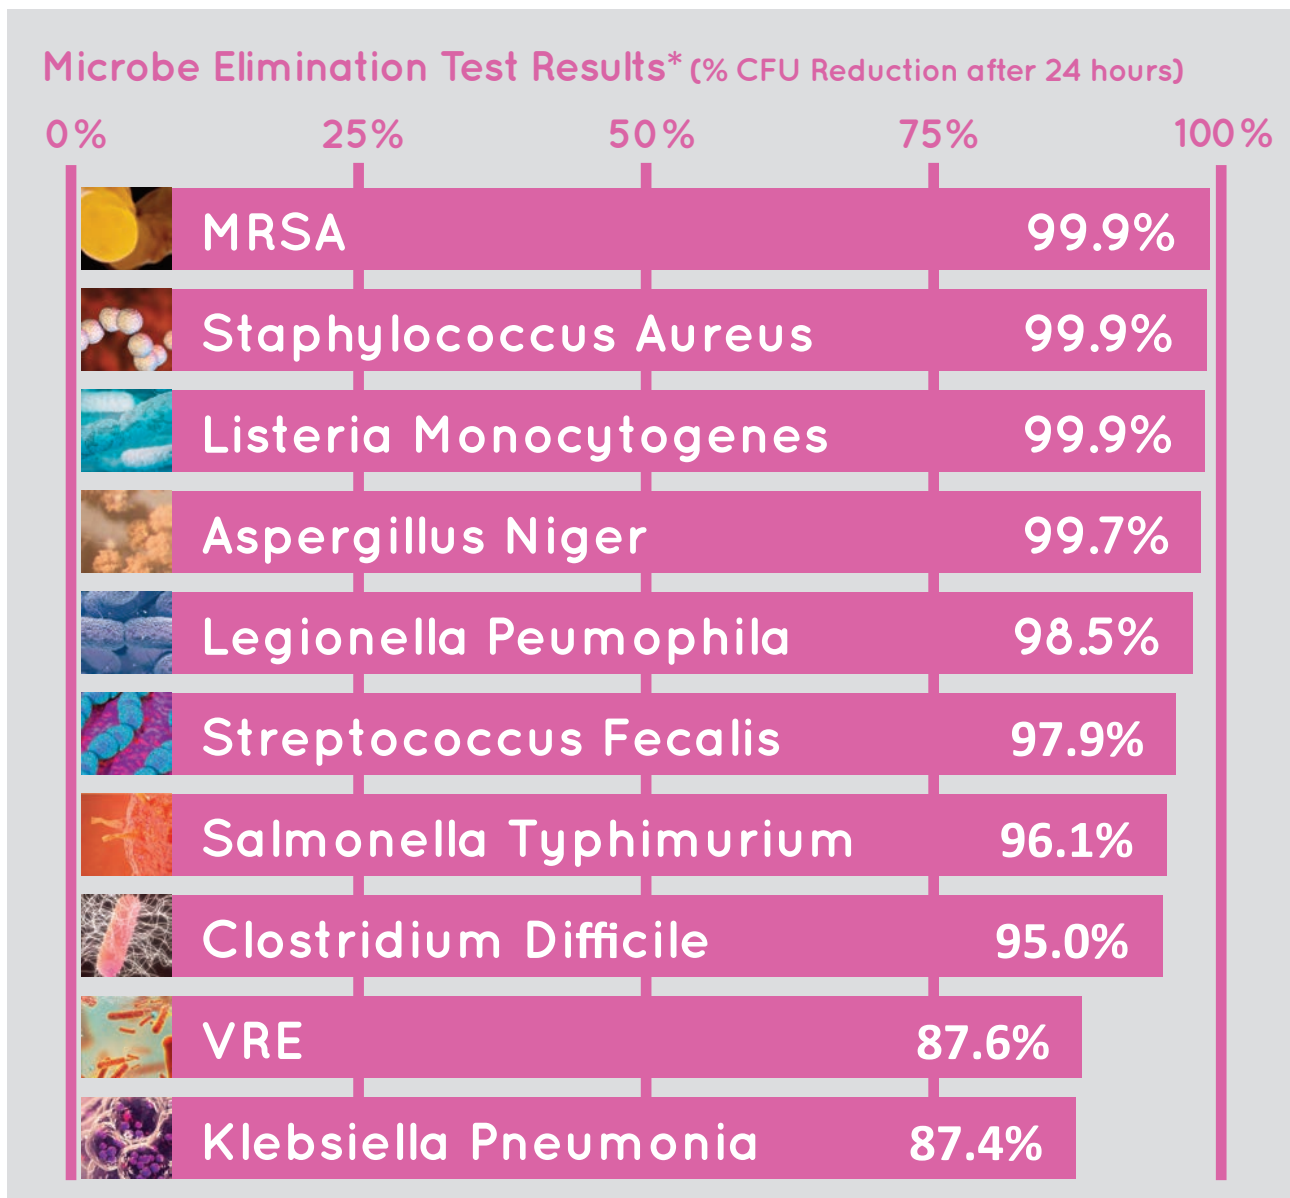 Microbe Elimination Test Results* (% CFU Reduction after 24 hours)
0% 25% 50% 75% 100%
MRSA 99.9%
Staphylococcus Aureus 99.9%
Listeria Monocytogenes 99.9%
Aspergillus Niger 99.7%
Legionella Peumophila 98.5%
Streptococcus Fecalis 97.9%
Salmonella Typhimurium 96.1%
Clostridium Difficile 95.0%
VRE 87.6%
Klebsiella Pneumonia 87.4%